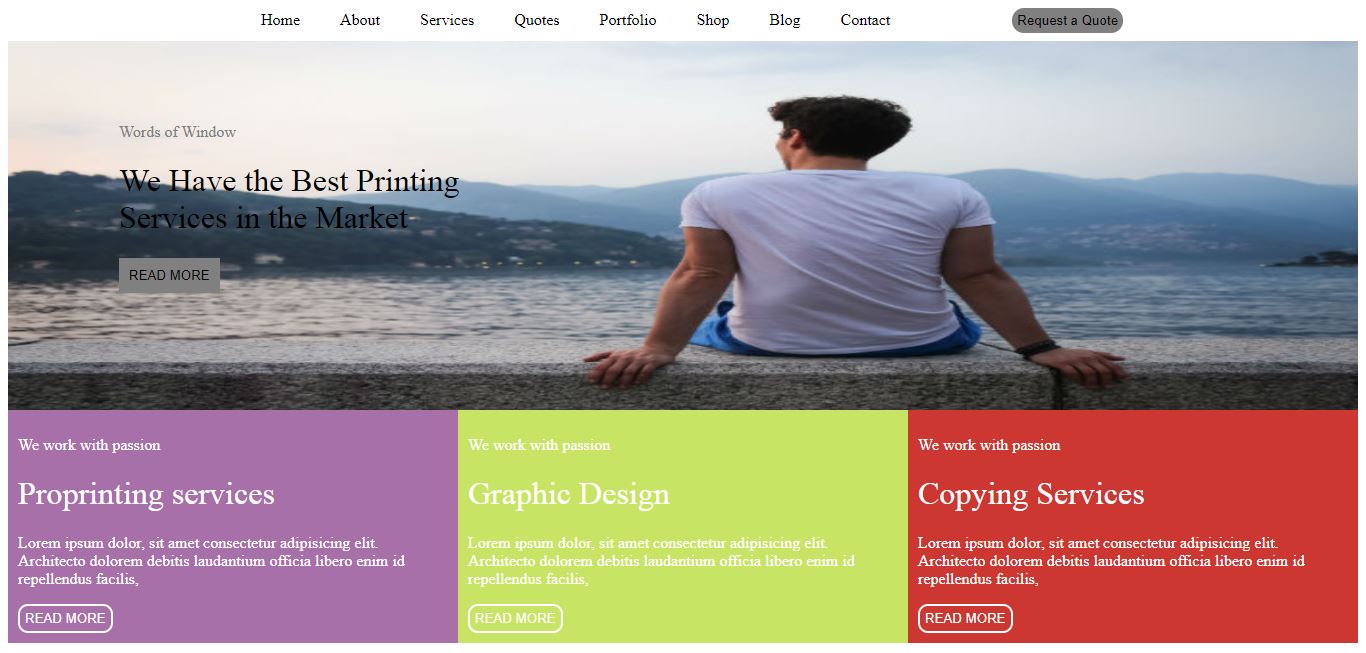 Home About Services Quotes Portfolio Shop Blog Contact Request a Quote
Words of Window
We Have the Best Printing
Services in the Market
READ MORE
We work with passion
Proprinting services
Lorem ipsum dolor, sit amet consectetur adipisicing elit.
Architecto dolorem debitis laudantium officia libero enim id
repellendus facilis,
READ MORE
We work with passion
Graphic Design
Lorem ipsum dolor, sit amet consectetur adipisicing elit.
Architecto dolorem debitis laudantium officia libero enim id
repellendus facilis,
READ MORE
We work with passion
Copying Services
Lorem ipsum dolor, sit amet consectetur adipisicing elit.
Architecto dolorem debitis laudantium officia libero enim id
repellendus facilis,
READ MORE